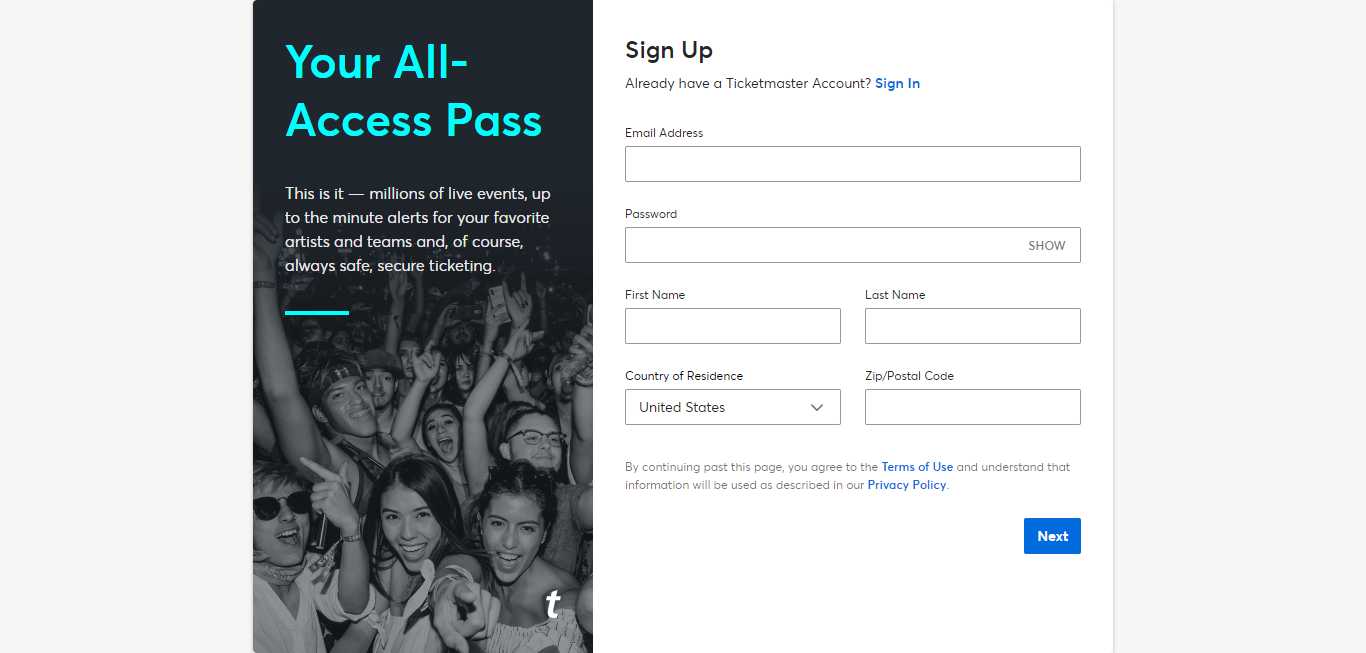 Your All-
Access Pass
This is it — millions of live events, up
to the minute alerts for your favorite
artists and teams and, of course,
always safe, secure ticketing.
t
Sign Up
Already have a Ticketmaster Account? Sign In
Email Address
Password
SHOW
First Name Last Name
Country of Residence Zip/Postal Code
United States
By continuing past this page, you agree to the Terms of Use and understand that
information will be used as described in our Privacy Policy.
Next